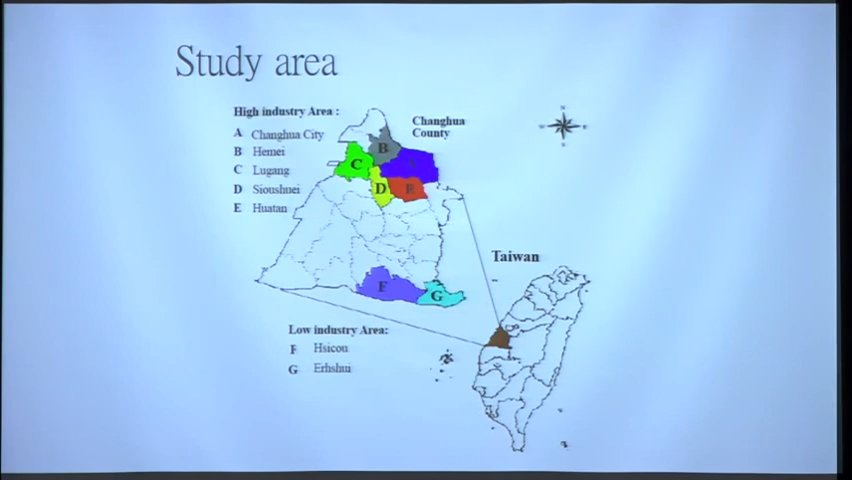 Study area
High industry Area :
A Changhua City
B Hemei
C Lugang
D Sioushuei
E Huatan
Changhua
County
N
W E
S
B
A
C
D
E
Taiwan
F
G
Low industry Area:
F Hsicou
G Erhshui